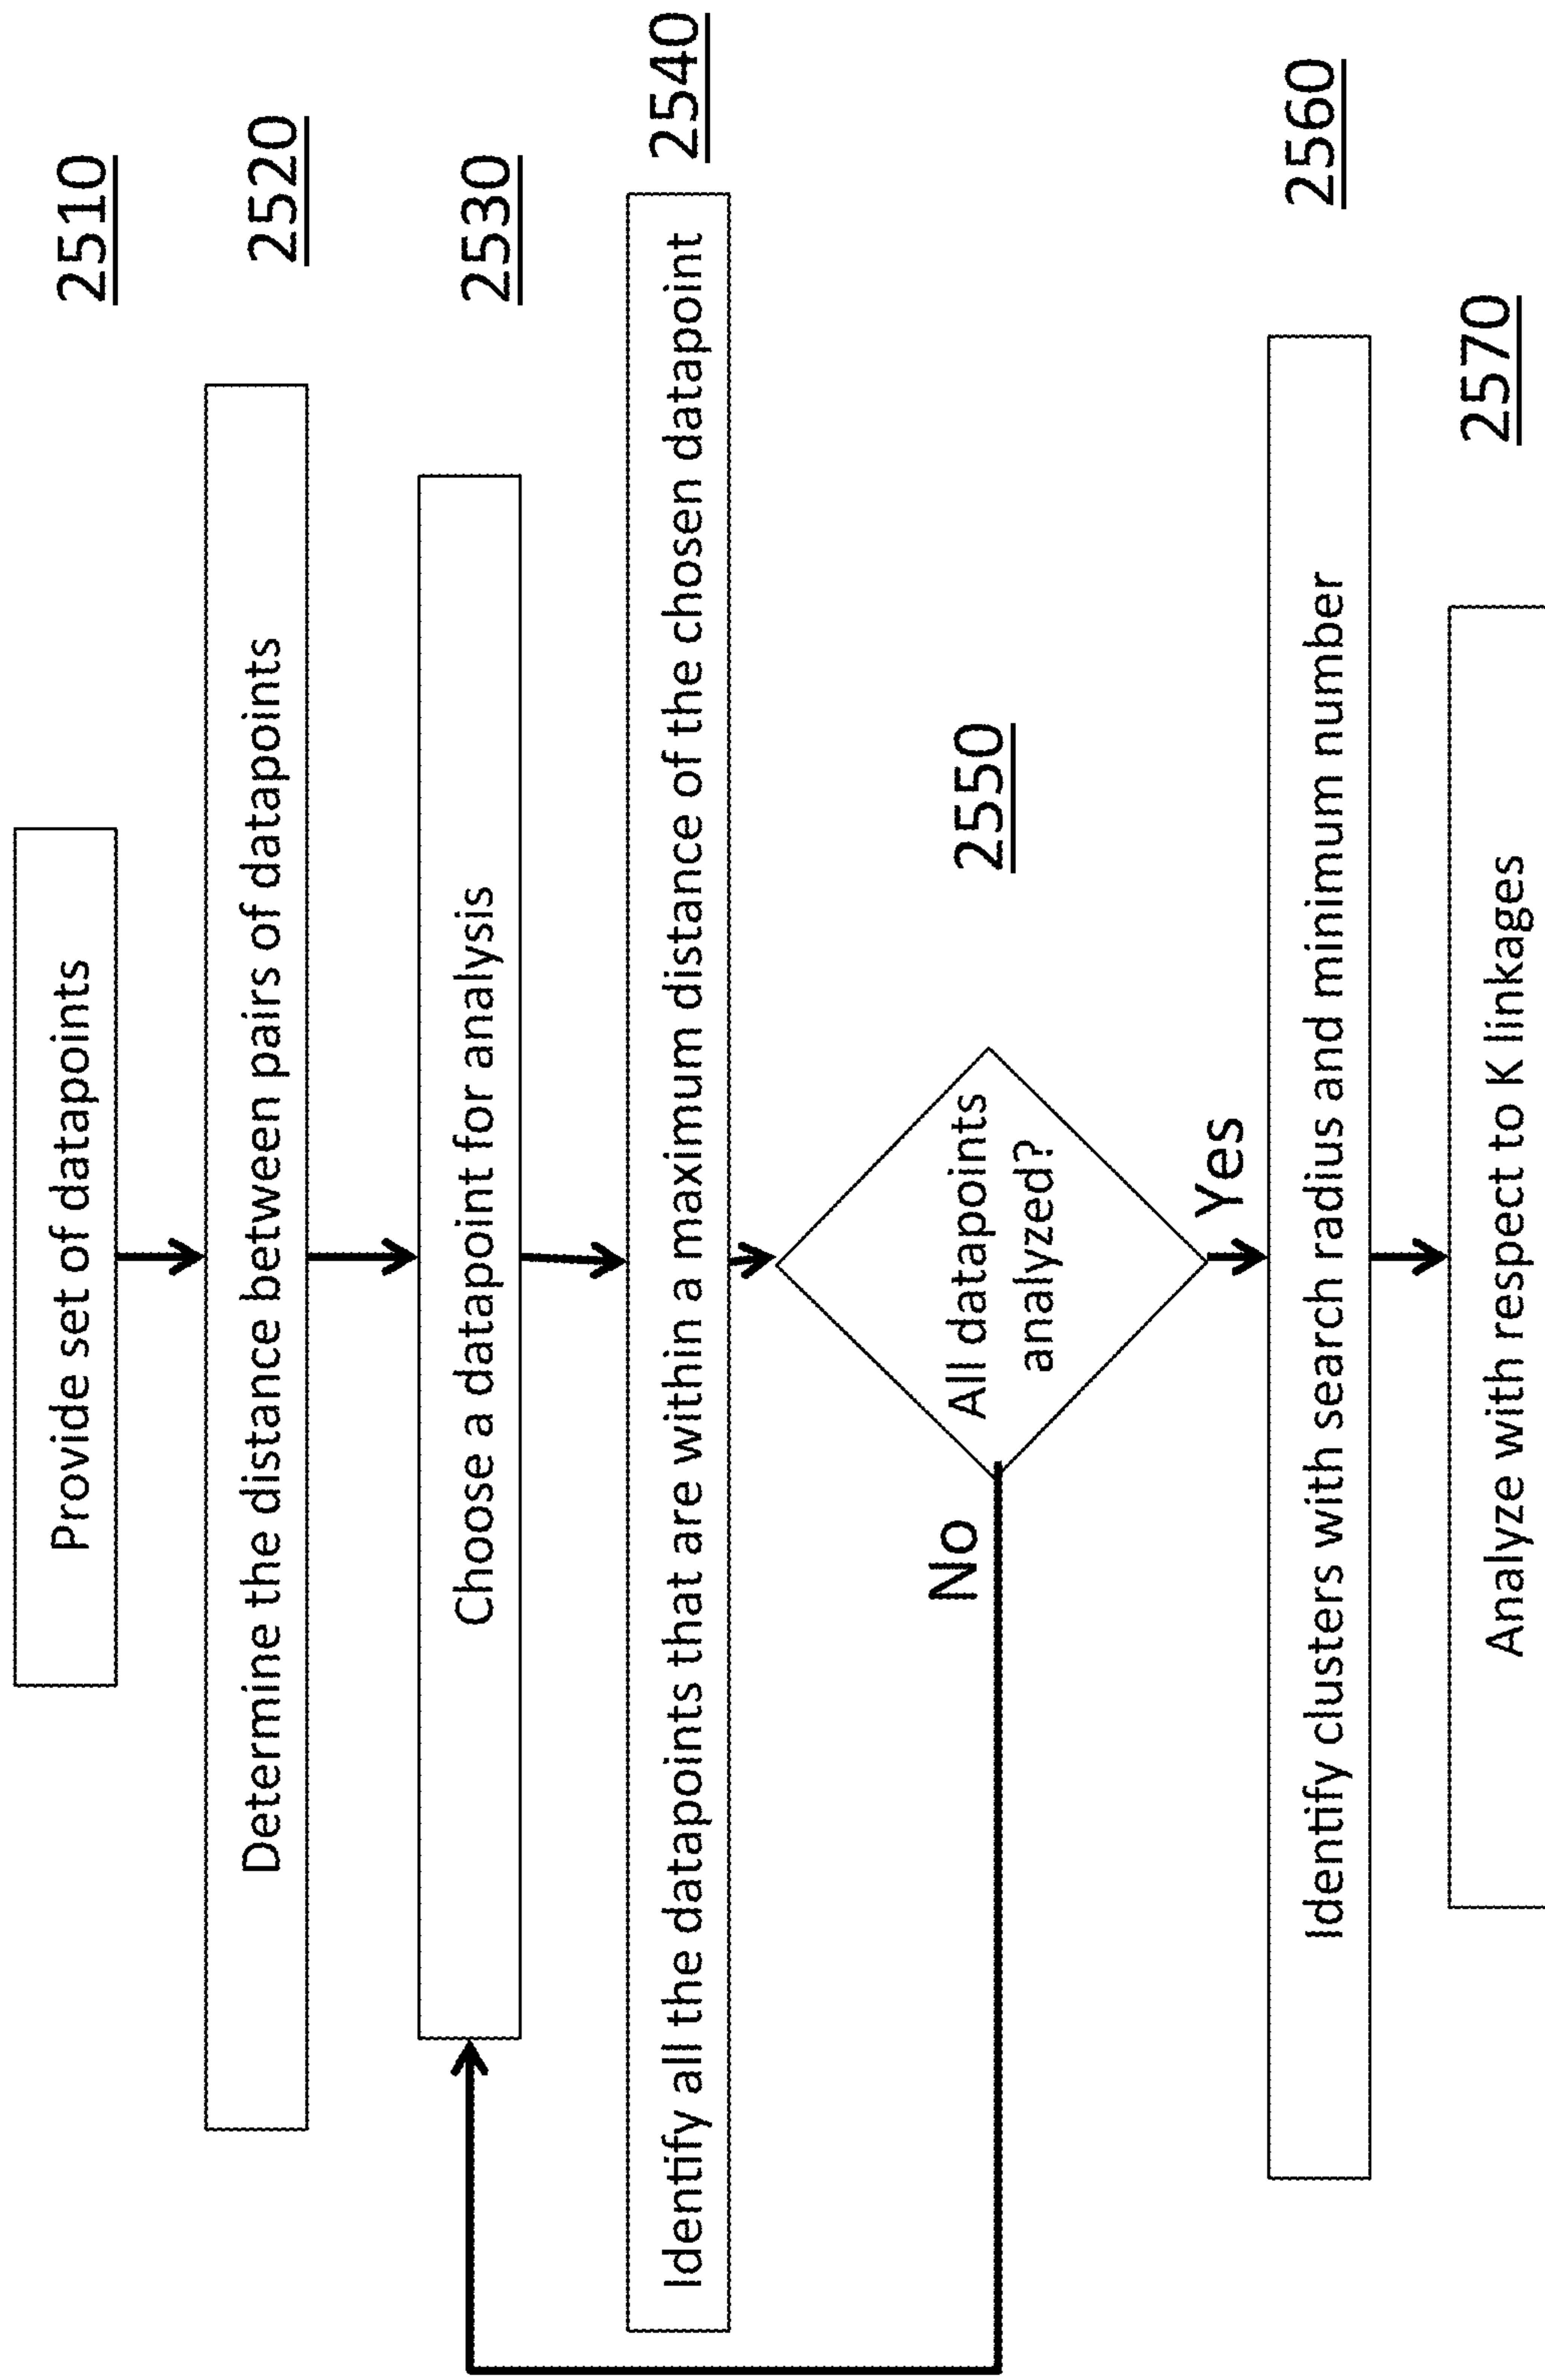 Provide set of datapoints
2510
Determine the distance between pairs of datapoints
2520
Choose a datapoint for analysis
2530
Identify all the datapoints that are within a maximum distance of the chosen datapoint
2540
All datapoints
analyzed?
2550
No
Yes
Identify clusters with search radius and minimum number
2560
Analyze with respect to K linkages
2570